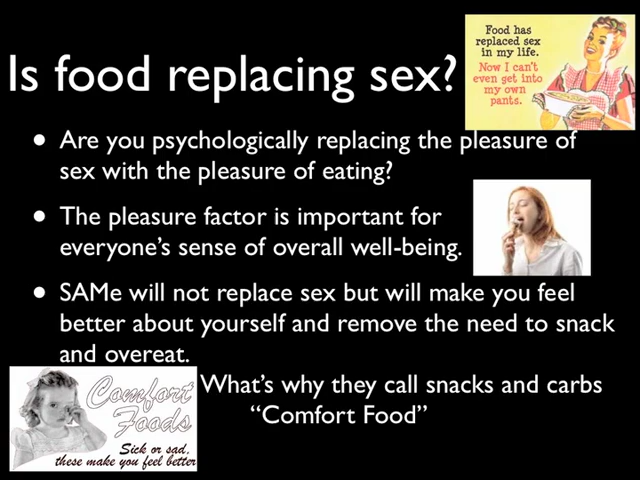 Is food replacing sex?
Food has
replaced sex
in my life.
Now I can't
even get into
my own
pants.
• Are you psychologically replacing the pleasure of
sex with the pleasure of eating?
• The pleasure factor is important for
everyone's sense of overall well-being.
• SAMe will not replace sex but will make you feel
better about yourself and remove the need to snack
and overeat.
What's why they call snacks and carbs
"Comfort Food"
Comfort
Foods
Sick or sad,
these make you feel better